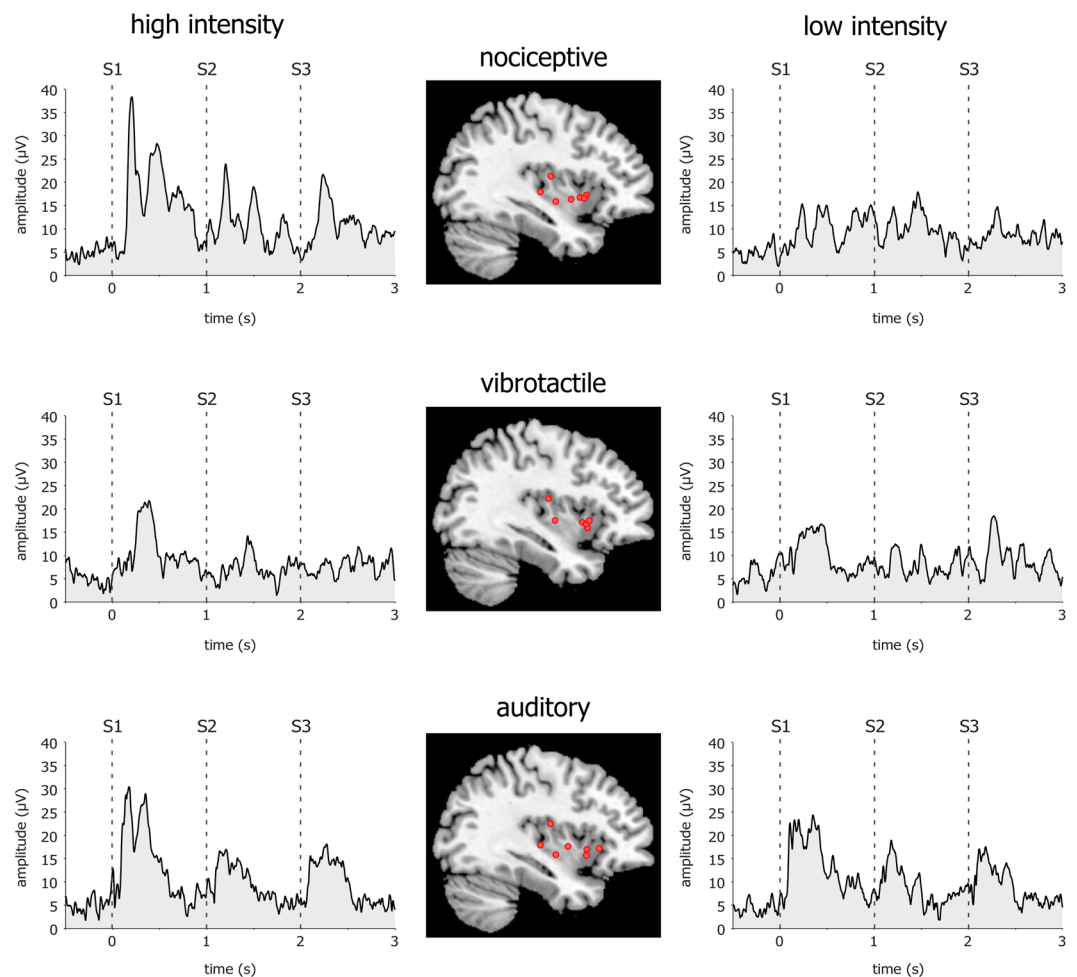 high intensity
nociceptive
low intensity
S1 S2 S3
amplitude (µV)
40
35
30
25
20
15
10
5
0
0 1 2 3
time (s)
S1 S2 S3
amplitude (µV)
40
35
30
25
20
15
10
5
0
0 1 2 3
time (s)
vibrotactile
S1 S2 S3
amplitude (µV)
40
35
30
25
20
15
10
5
0
0 1 2 3
time (s)
S1 S2 S3
amplitude (µV)
40
35
30
25
20
15
10
5
0
0 1 2 3
time (s)
auditory
S1 S2 S3
amplitude (µV)
40
35
30
25
20
15
10
5
0
0 1 2 3
time (s)
S1 S2 S3
amplitude (µV)
40
35
30
25
20
15
10
5
0
0 1 2 3
time (s)